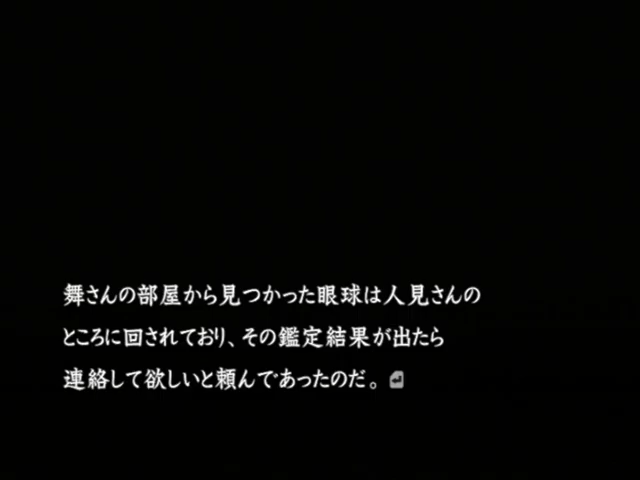 舞さんの部屋から見つかった眼球は人見さんの
ところに回されており、その鑑定結果が出たら
連絡して欲しいと頼んであったのだ。